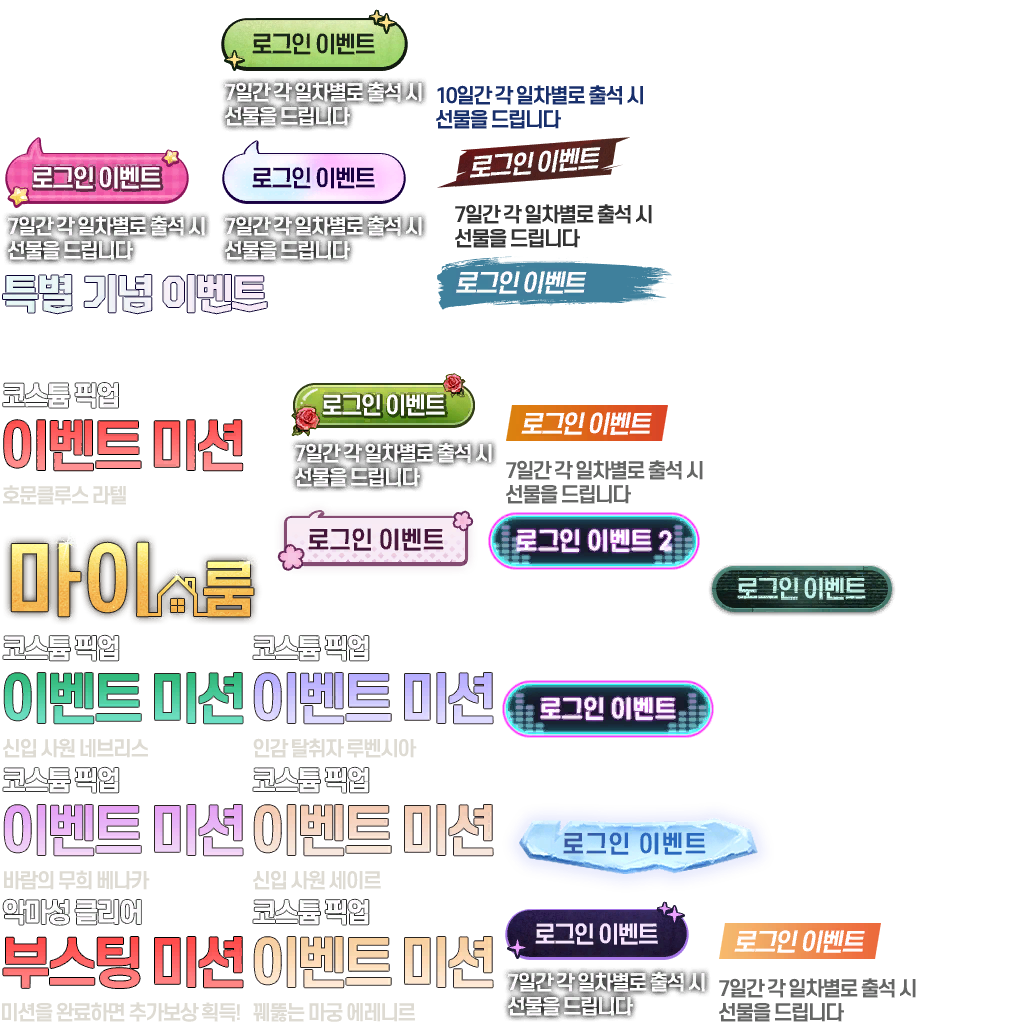 로그인 이벤트
7일간 각 일차별로 출석 시
선물을 드립니다
10일간 각 일차별로 출석 시
선물을 드립니다
로그인 이벤트
7일간 각 일차별로 출석 시
선물을 드립니다
로그인 이벤트
7일간 각 일차별로 출석 시
선물을 드립니다
로그인 이벤트
7일간 각 일차별로 출석 시
선물을 드립니다
특별 기념 이벤트
로그인 이벤트
코스튬 픽업
이벤트 미션
호문클루스 라텔
로그인 이벤트
7일간 각 일차별로 출석 시
선물을 드립니다
로그인 이벤트
7일간 각 일차별로 출석 시
선물을 드립니다
마이룸
로그인 이벤트
로그인 이벤트 2
로그인 이벤트
코스튬 픽업
이벤트 미션
신입 사원 네브리스
코스튬 픽업
이벤트 미션
인감 탈취자 루벤시아
로그인 이벤트
코스튬 픽업
이벤트 미션
바람의 무희 베나카
코스튬 픽업
이벤트 미션
신입 사원 세이르
로그인 이벤트
악마성 클리어
부스팅 미션
미션을 완료하면 추가보상 획득!
코스튬 픽업
이벤트 미션
꿰뚫는 미궁 에레니르
로그인 이벤트
7일간 각 일차별로 출석 시
선물을 드립니다
로그인 이벤트
7일간 각 일차별로 출석 시
선물을 드립니다